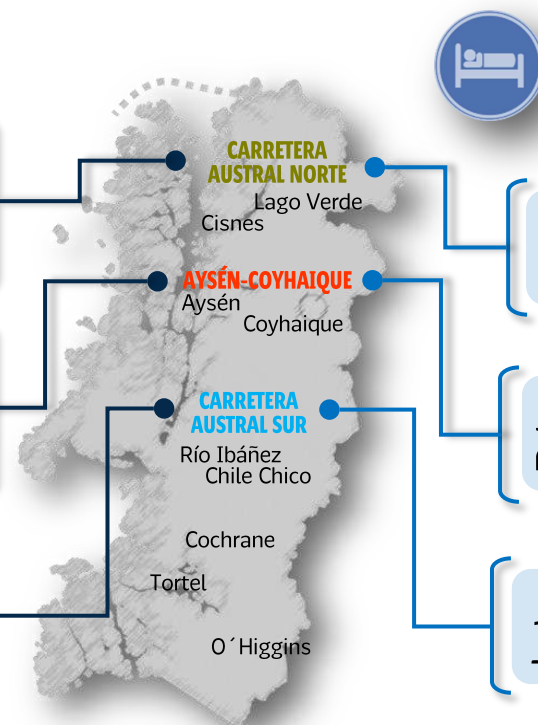 CARRETERA
AUSTRAL NORTE
Lago Verde
Cisnes
AYSÉN-COYHAIQUE
Aysén
Coyhaique
CARRETERA
AUSTRAL SUR
Río Ibáñez
Chile Chico
Cochrane
Tortel
O´Higgins